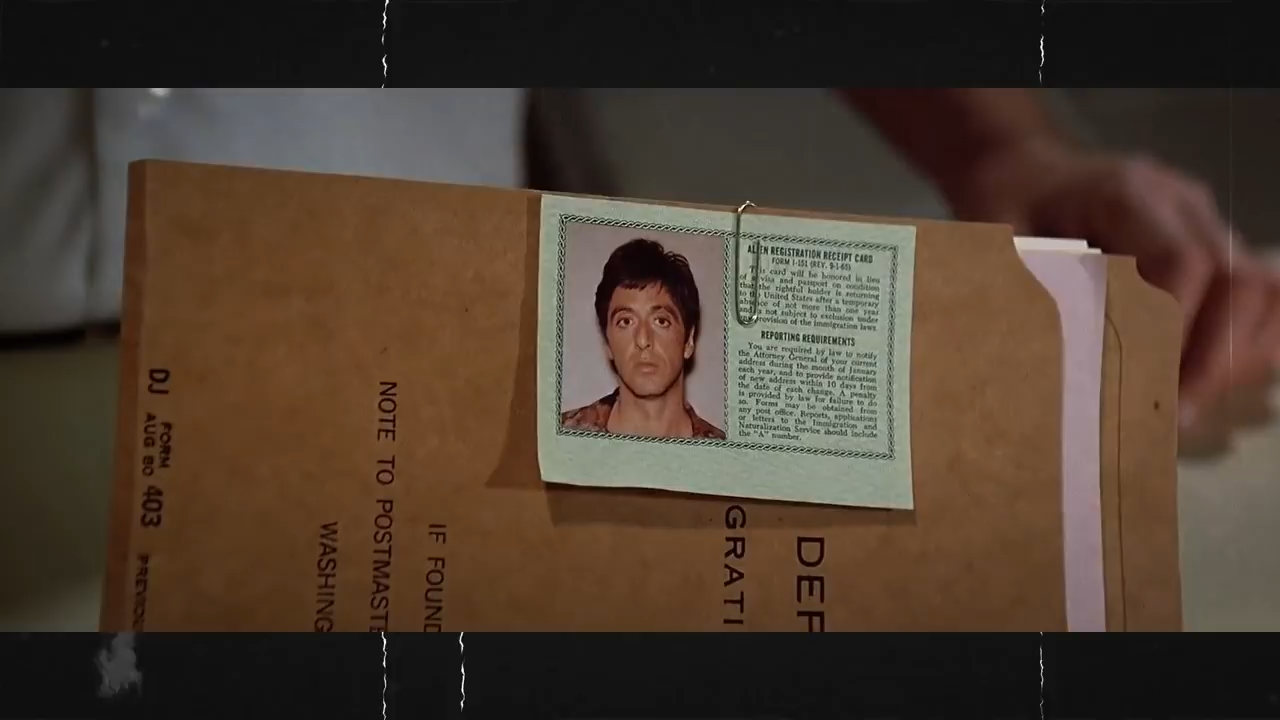 ALIEN REGISTRATION RECEIPT CARD
FORM I-151 (REV. 9-1-65)
This card will be honored in lieu
of a visa and passport on condition
that the rightful holder is returning
to the United States after a temporary
absence of not more than one year
and is not subject to exclusion under
any provision of the immigration laws.
REPORTING REQUIREMENTS
You are required by law to notify
the Attorney General of your current
address during the month of January
each year, and to provide notification
of new address within 10 days from
the date of each change. A penalty
is provided by law for failure to do
so. Forms may be obtained from
any post office. Reports, applications
or letters to the Immigration and
Naturalization Service should include
the "A" number.
DEP
GRATI
IF FOUND
NOTE TO POSTMASTE
WASHING
FORM
DJ 403
AUG 80
PREVIOU